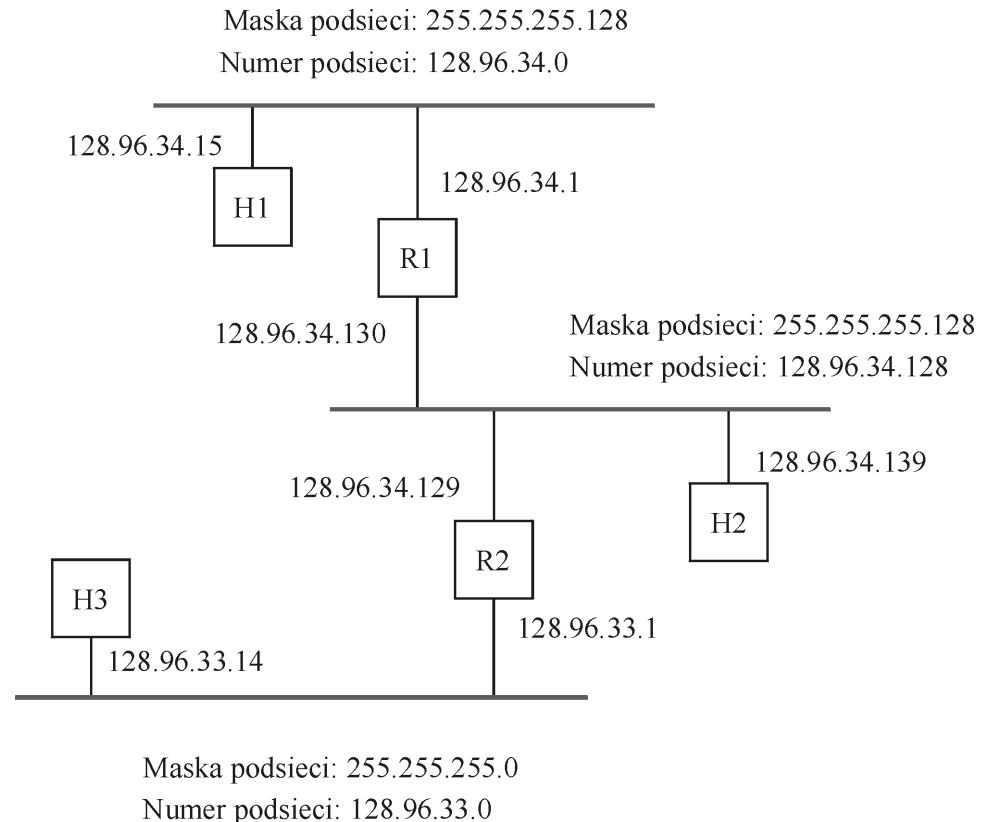 Maska podsieci: 255.255.255.128
Numer podsieci: 128.96.34.0
128.96.34.15
H1
128.96.34.1
R1
128.96.34.130
Maska podsieci: 255.255.255.128
Numer podsieci: 128.96.34.128
128.96.34.139
128.96.34.129
H2
R2
H3
128.96.33.1
128.96.33.14
Maska podsieci: 255.255.255.0
Numer podsieci: 128.96.33.0